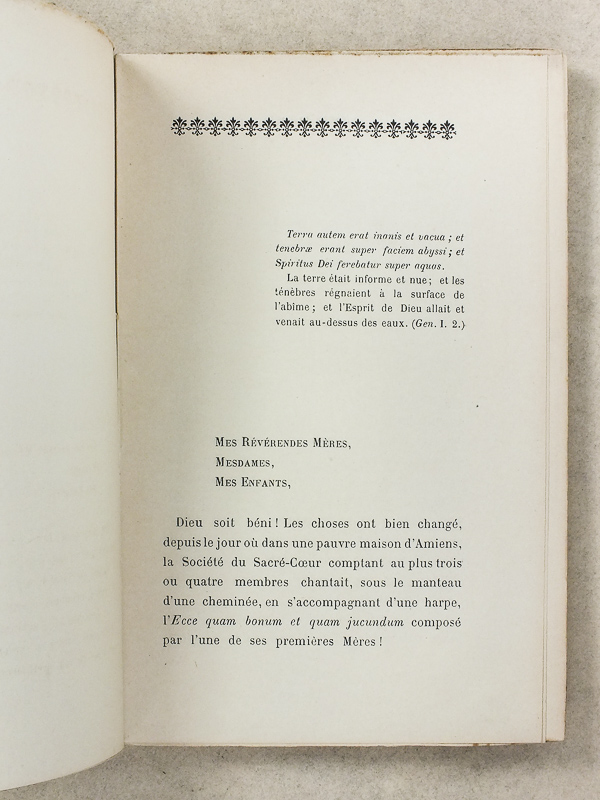 Terra autem erat inanis et vacua ; et
tenebræ erant super faciem abyssi ; et
Spiritus Dei ferebatur super aquas.
La terre était informe et nue ; et les
ténèbres régnaient à la surface de
l'abîme ; et l'Esprit de Dieu allait et
venait au-dessus des eaux. (Gen. I. 2.)
Mes Révérendes Mères,
Mesdames,
Mes Enfants,
Dieu soit béni ! Les choses ont bien changé,
depuis le jour où dans une pauvre maison d'Amiens,
la Société du Sacré-Cœur comptant au plus trois
ou quatre membres chantait, sous le manteau
d'une cheminée, en s'accompagnant d'une harpe,
l'Ecce quam bonum et quam jucundum composé
par l'une de ses premières Mères !